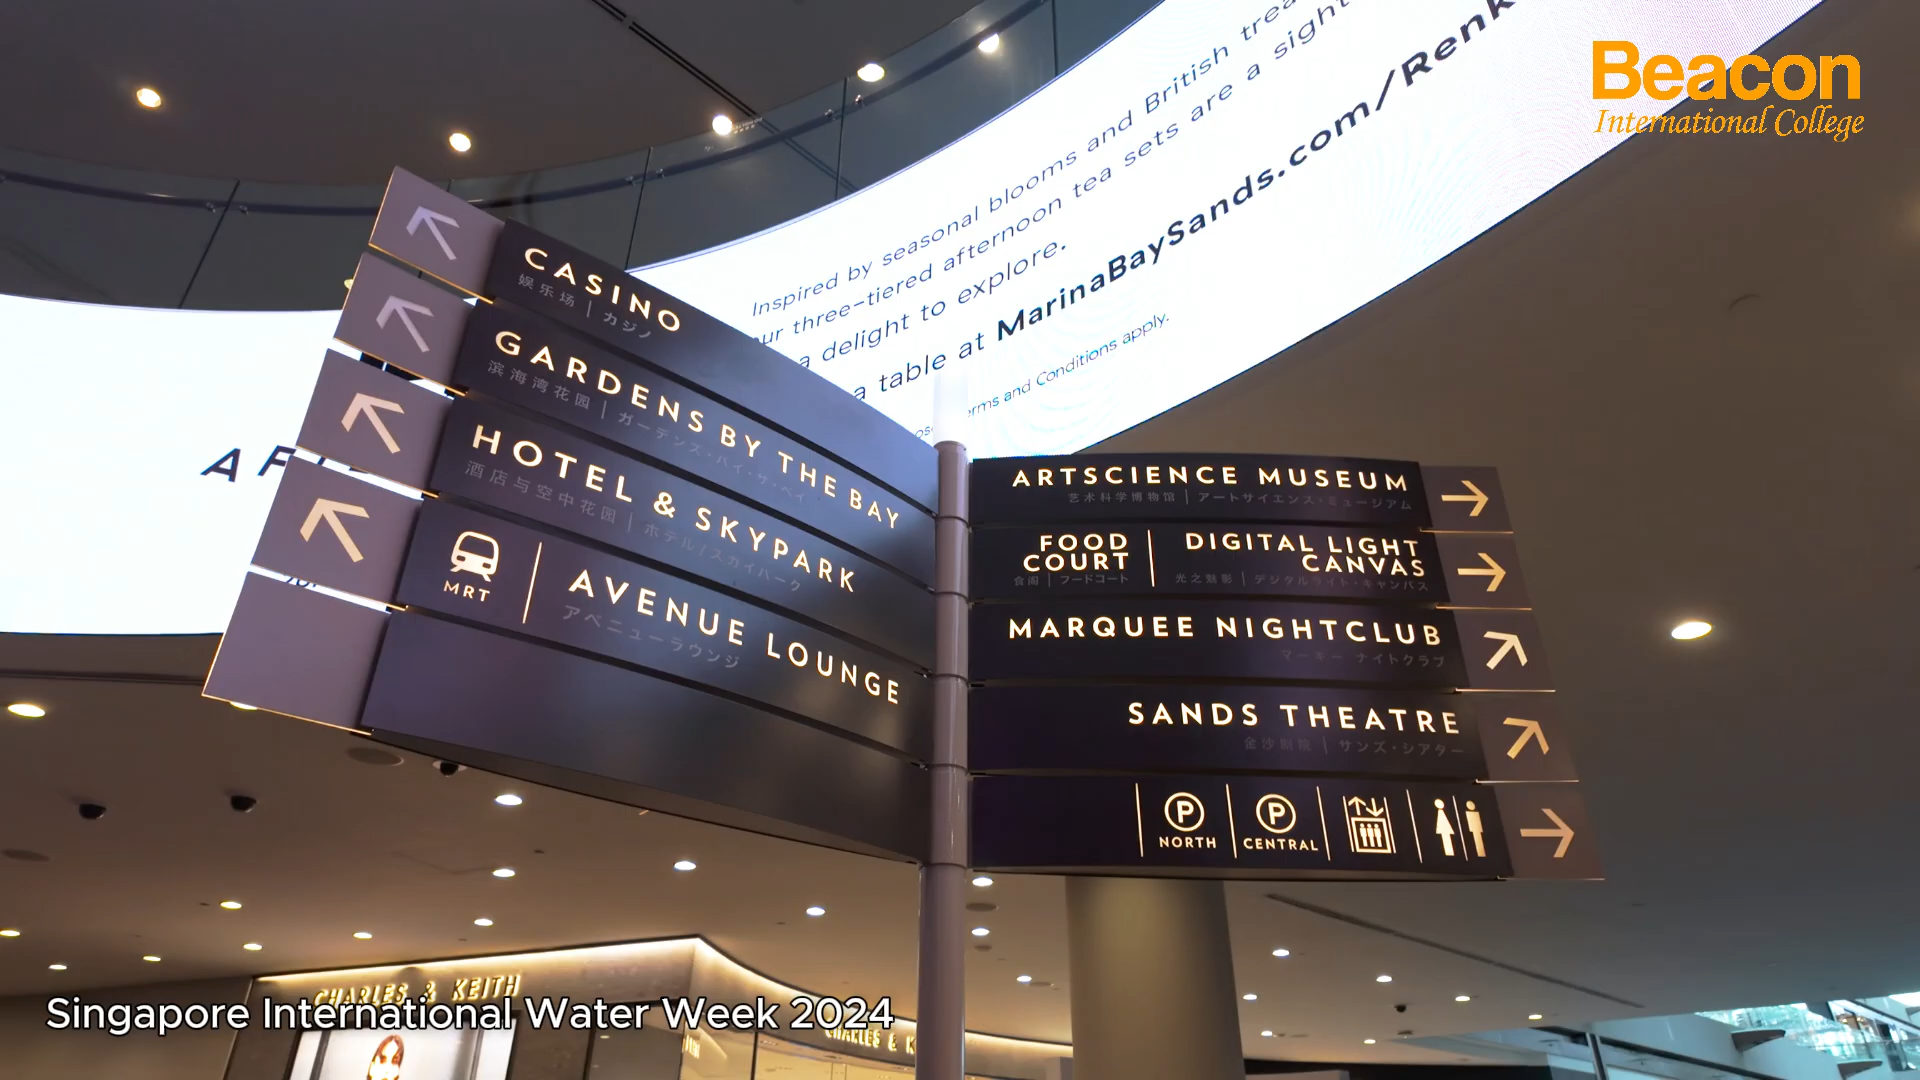 Beacon
International College
Inspired by seasonal blooms and British
three-tiered afternoon tea sets are a sight
a delight to explore.
a table at MarinaBaySands.com/Renk
and Conditions apply.
CASINO
娱乐场 | カジノ
GARDENS BY THE BAY
滨海湾花园 | ガーデンズ・バイ・ザ・ベイ
HOTEL & SKYPARK
酒店与空中花园 | ホテル/スカイパーク
MRT
AVENUE LOUNGE
アベニューラウンジ
ARTSCIENCE MUSEUM
艺术科学博物馆 | アートサイエンス・ミュージアム
FOOD
COURT
食阁 | フードコート
DIGITAL LIGHT
CANVAS
光之魅影 | デジタルライト・キャンバス
MARQUEE NIGHTCLUB
マーキー ナイトクラブ
SANDS THEATRE
金沙剧院 | サンズ・シアター
P
NORTH
P
CENTRAL
CHARLES & KEITH
CHARLES & K
Singapore International Water Week 2024